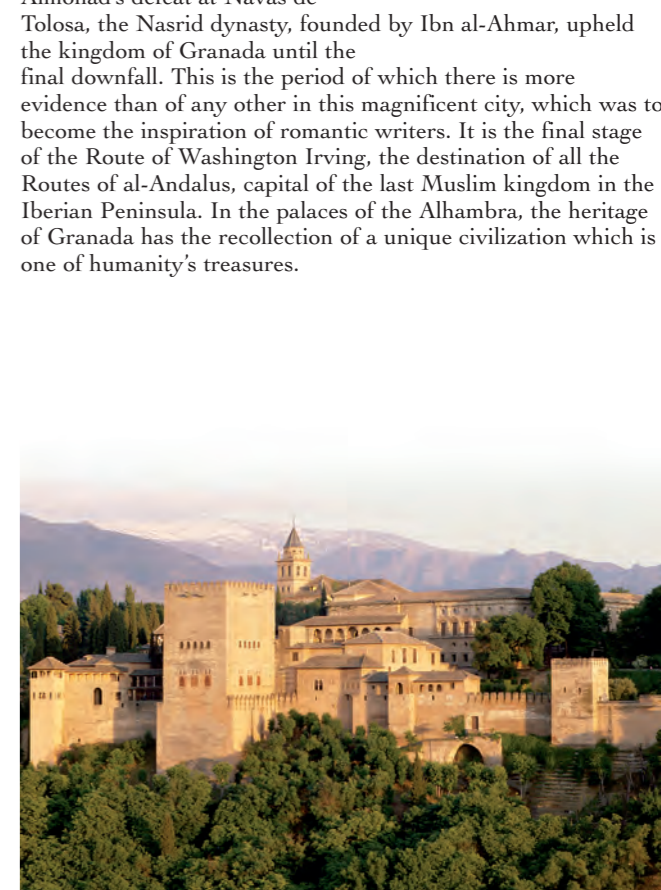 Almohad's defeat at Navas de
Tolosa, the Nasrid dynasty, founded by Ibn al-Ahmar, upheld
the kingdom of Granada until the
final downfall. This is the period of which there is more
evidence than of any other in this magnificent city, which was to
become the inspiration of romantic writers. It is the final stage
of the Route of Washington Irving, the destination of all the
Routes of al-Andalus, capital of the last Muslim kingdom in the
Iberian Peninsula. In the palaces of the Alhambra, the heritage
of Granada has the recollection of a unique civilization which is
one of humanity's treasures.